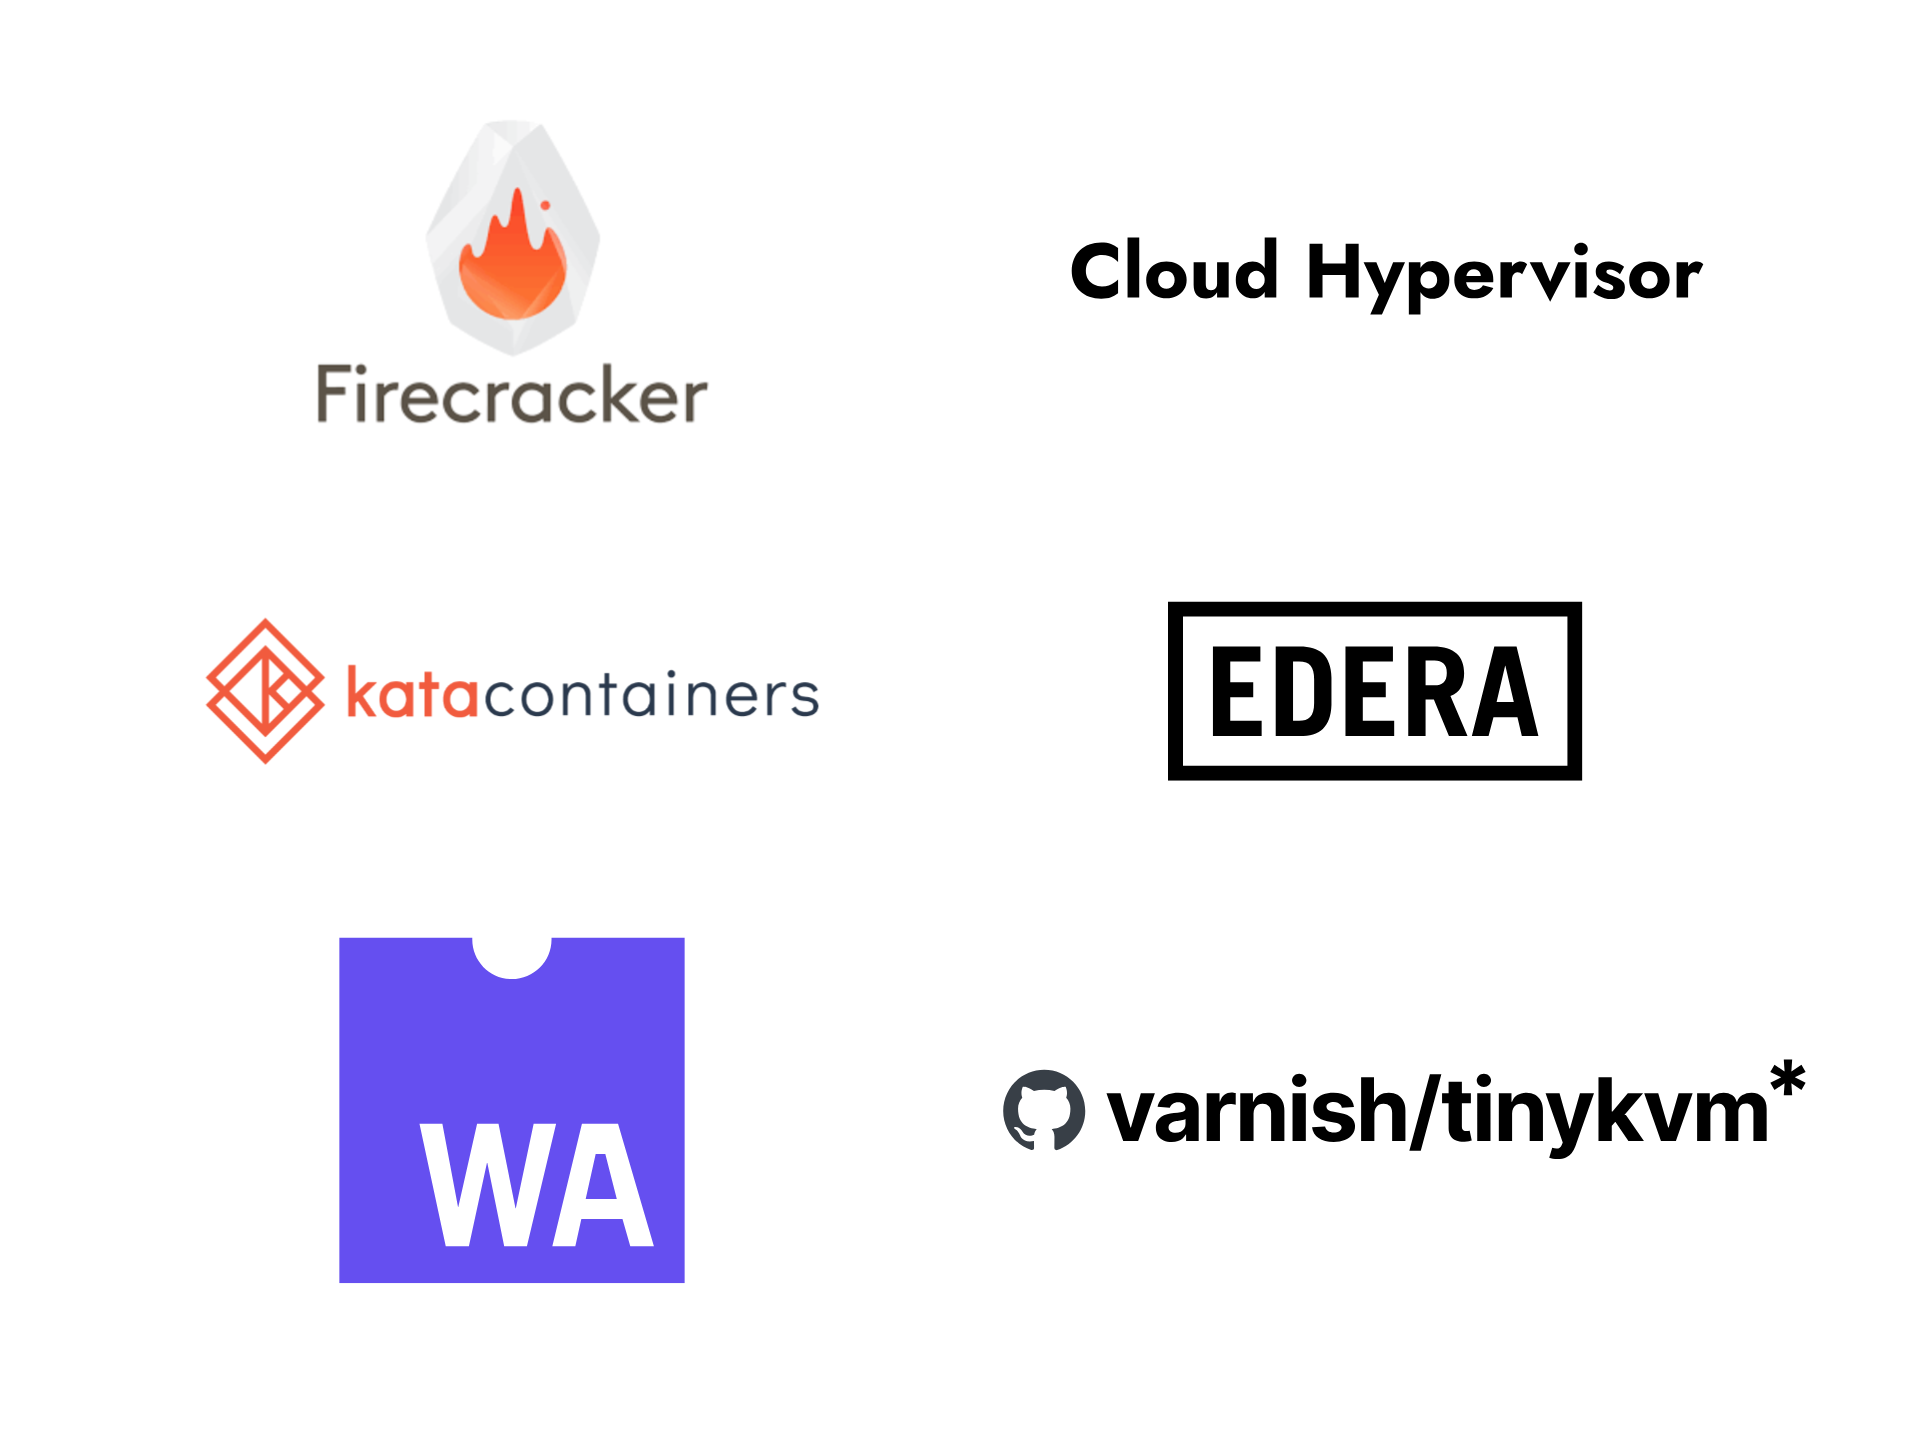 Firecracker
Cloud Hypervisor
katacontainers
EDERA
WA
varnish/tinykvm*